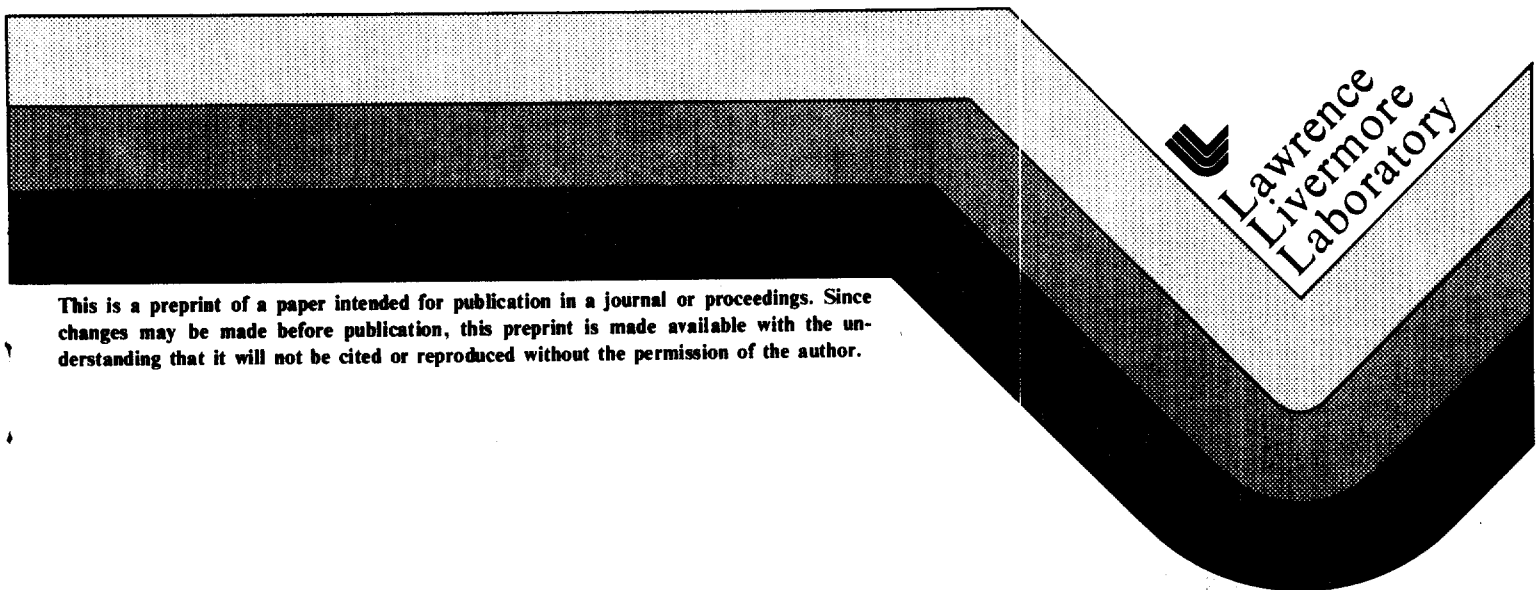 Lawrence
Livermore
Laboratory
This is a preprint of a paper intended for publication in a journal or proceedings. Since
changes may be made before publication, this preprint is made available with the un-
derstanding that it will not be cited or reproduced without the permission of the author.